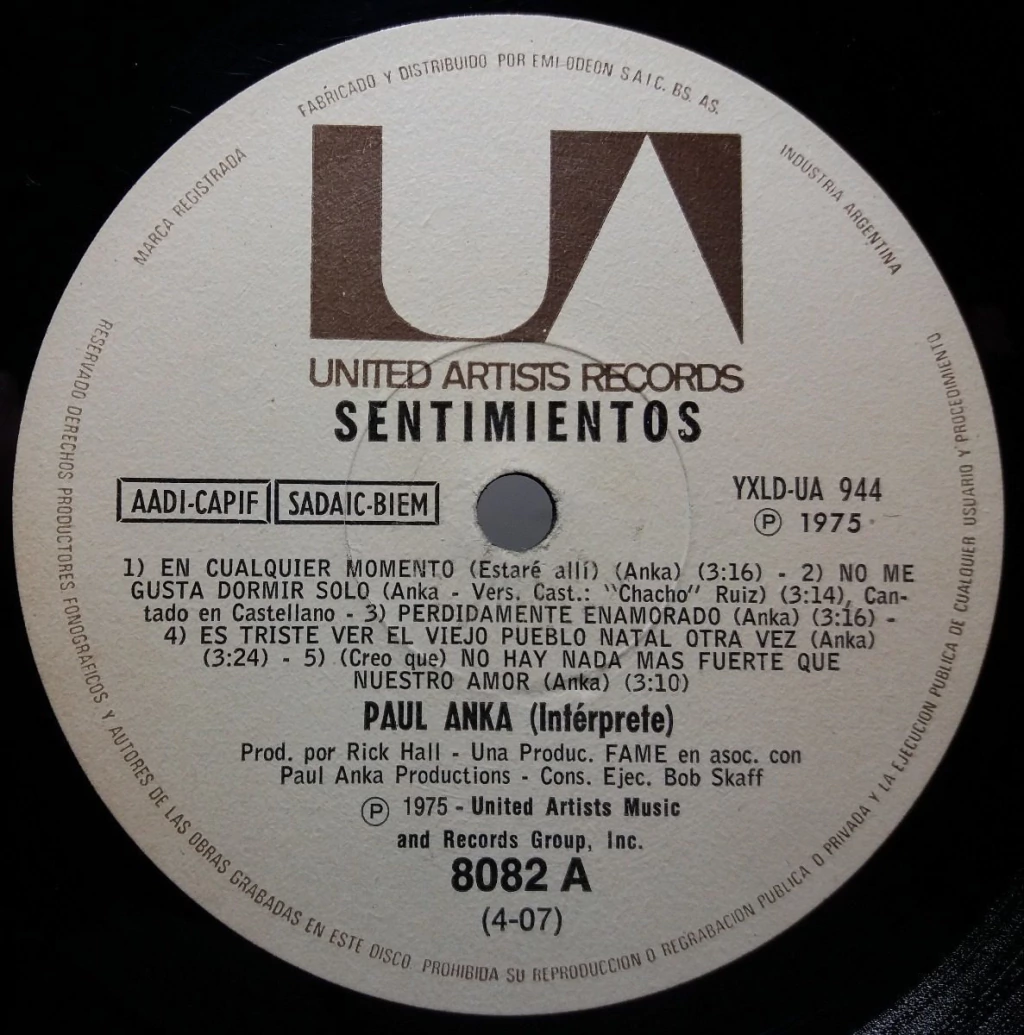 FABRICADO Y DISTRIBUIDO POR EMI-ODEON S.A.I.C. BS. AS.
MARCA REGISTRADA
INDUSTRIA ARGENTINA
UA
UNITED ARTISTS RECORDS
SENTIMIENTOS
AADI-CAPIF
SADAIC-BIEM
YXLD-UA 944
Ⓟ 1975
1) EN CUALQUIER MOMENTO (Estaré allí) (Anka) (3:16) - 2) NO ME
GUSTA DORMIR SOLO (Anka - Vers. Cast.: "Chacho" Ruiz) (3:14), Can-
tado en Castellano - 3) PERDIDAMENTE ENAMORADO (Anka) (3:16) -
4) ES TRISTE VER EL VIEJO PUEBLO NATAL OTRA VEZ (Anka)
(3:24) - 5) (Creo que) NO HAY NADA MAS FUERTE QUE
NUESTRO AMOR (Anka) (3:10)
PAUL ANKA (Intérprete)
Prod. por Rick Hall - Una Produc. FAME en asoc. con
Paul Anka Productions - Cons. Ejec. Bob Skaff
Ⓟ 1975 - United Artists Music
and Records Group, Inc.
8082 A
(4-07)
RESERVADO DERECHOS PRODUCTORES FONOGRAFICOS Y AUTORES DE LAS OBRAS GRABADAS EN ESTE DISCO PROHIBIDA SU REPRODUCCION O REGRABACION PUBLICA O PRIVADA Y LA EJECUCION PUBLICA DE CUALQUIER USUARIO Y PROCEDIMIENTO